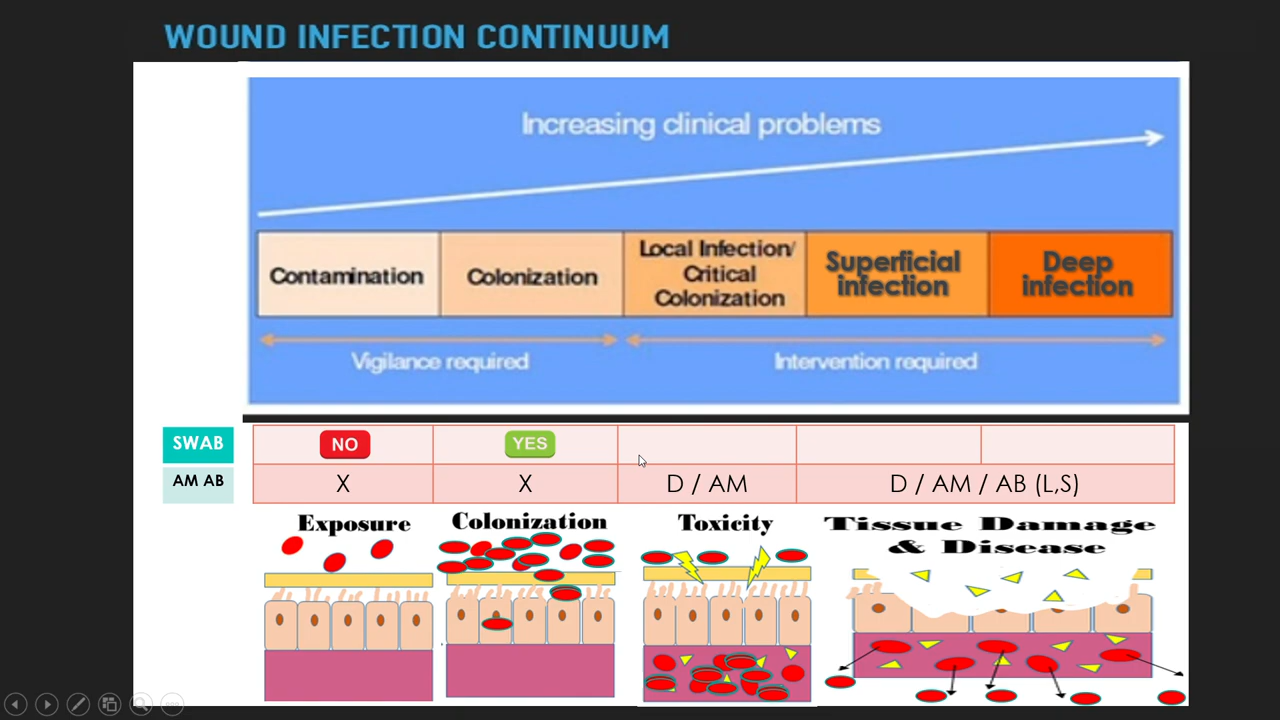 WOUND INFECTION CONTINUUM
Increasing clinical problems
Contamination
Colonization
Local Infection/
Critical
Colonization
Superficial
infection
Deep
infection
Vigilance required
Intervention required
SWAB
NO
YES
AM AB
X
X
D / AM
D / AM / AB (L,S)
Exposure
Colonization
Toxicity
Tissue Damage
& Disease